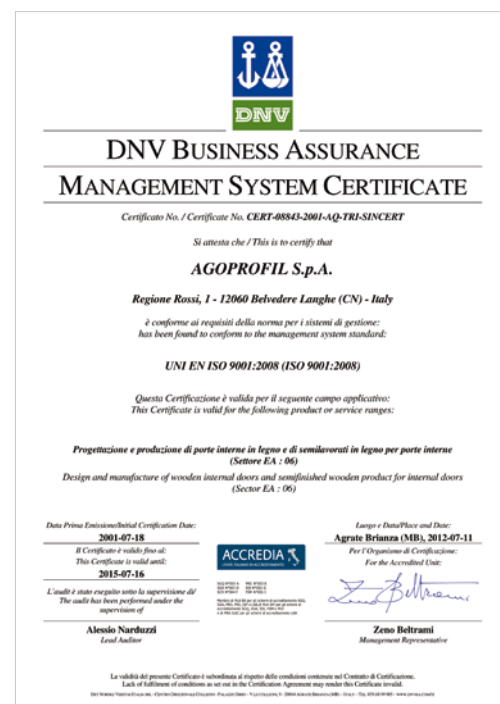 DNV
DNV BUSINESS ASSURANCE
MANAGEMENT SYSTEM CERTIFICATE
Certificato No. / Certificate No. CERT-08843-2001-AQ-TRI-SINCERT
Si attesta che / This is to certify that
AGOPROFIL S.p.A.
Regione Rossi, 1 - 12060 Belvedere Langhe (CN) - Italy
è conforme ai requisiti della norma per i sistemi di gestione:
has been found to conform to the management system standard:
UNI EN ISO 9001:2008 (ISO 9001:2008)
Questa Certificazione è valida per il seguente campo applicativo:
This Certificate is valid for the following product or service ranges:
Progettazione e produzione di porte interne in legno e di semilavorati in legno per porte interne
(Settore EA : 06)
Design and manufacture of wooden internal doors and semifinished wooden product for internal doors
(Sector EA : 06)
Data Prima Emissione/Initial Certification Date:
2001-07-18
Il Certificato è valido fino al:
This Certificate is valid until:
2015-07-16
L'audit è stato eseguito sotto la supervisione di/
The audit has been performed under the
supervision of
Alessio Narduzzi
Lead Auditor
ACCREDIA
Luogo e Data/Place and Date:
Agrate Brianza (MB), 2012-07-11
Per l'Organismo di Certificazione:
For the Accredited Unit:
Zeno Beltrami
Zeno Beltrami
Management Representative
La validità del presente Certificato è subordinata al rispetto delle condizioni contenute nel Contratto di Certificazione.
Lack of fulfilment of conditions as set out in the Certification Agreement may render this Certificate invalid.